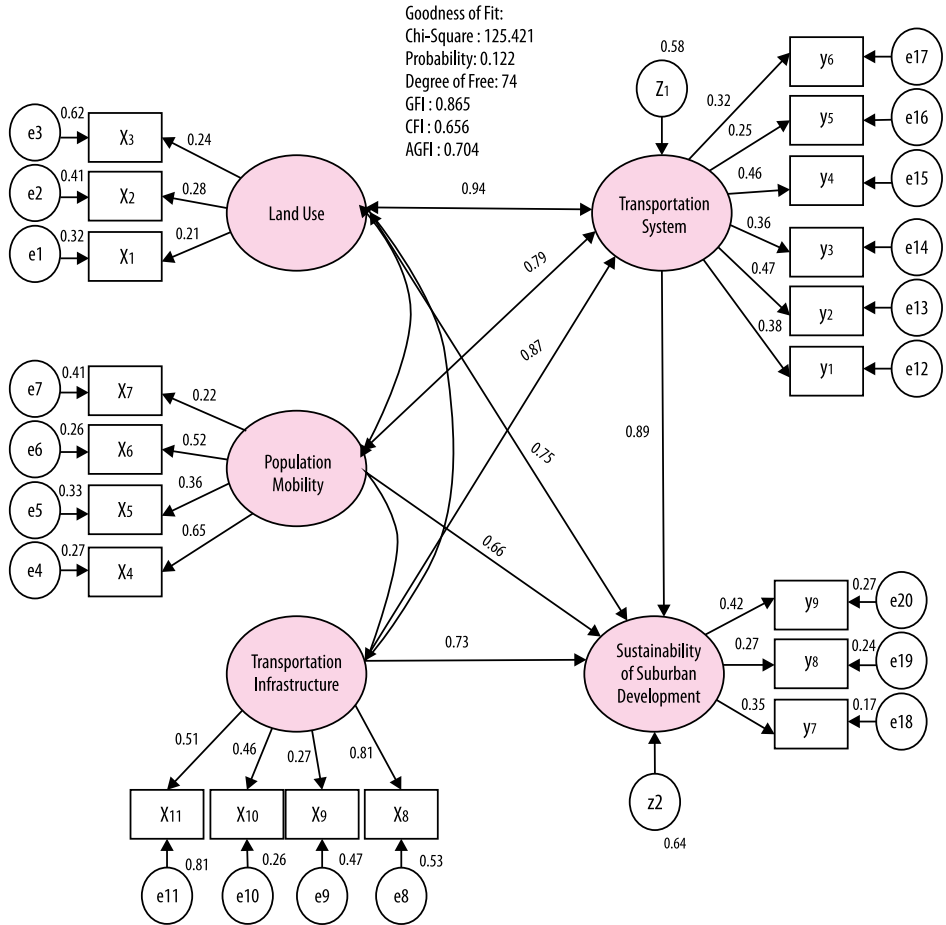 Goodness of Fit:
Chi-Square : 125.421
Probability: 0.122
Degree of Free: 74
GFI : 0.865
CFI : 0.656
AGFI : 0.704
e3
0.62
X3
0.24
e2
0.41
X2
0.28
e1
0.32
X1
0.21
Land Use
0.94
0.58
Z1
Transportation
System
0.32
y6
e17
0.25
y5
e16
0.46
y4
e15
0.36
y3
e14
0.47
y2
e13
0.38
y1
e12
0.79
0.87
0.89
0.75
0.66
0.73
e7
0.41
X7
0.22
e6
0.26
X6
0.52
e5
0.33
X5
0.36
e4
0.27
X4
0.65
Population
Mobility
Transportation
Infrastructure
0.51
0.46
0.27
0.81
X11
X10
X9
X8
0.81
0.26
0.47
0.53
e11
e10
e9
e8
Sustainability
of Suburban
Development
0.42
y9
0.27
e20
0.27
y8
0.24
e19
0.35
y7
0.17
e18
z2
0.64